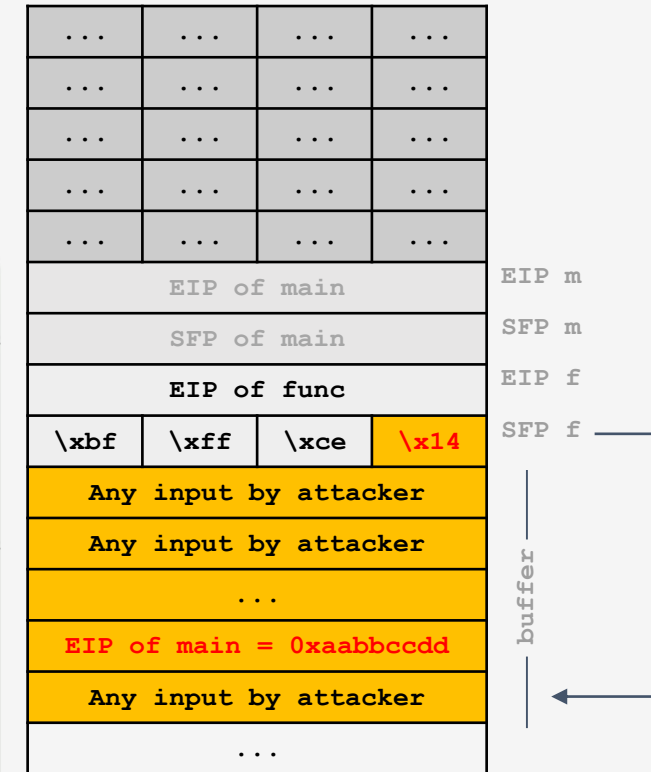 ... ... ... ...
... ... ... ...
... ... ... ...
... ... ... ...
... ... ... ...
EIP of main EIP m
SFP of main SFP m
EIP of func EIP f
\xbf \xff \xce \x14 SFP f
Any input by attacker
Any input by attacker
...
buffer
EIP of main = 0xaabbccdd
Any input by attacker
...